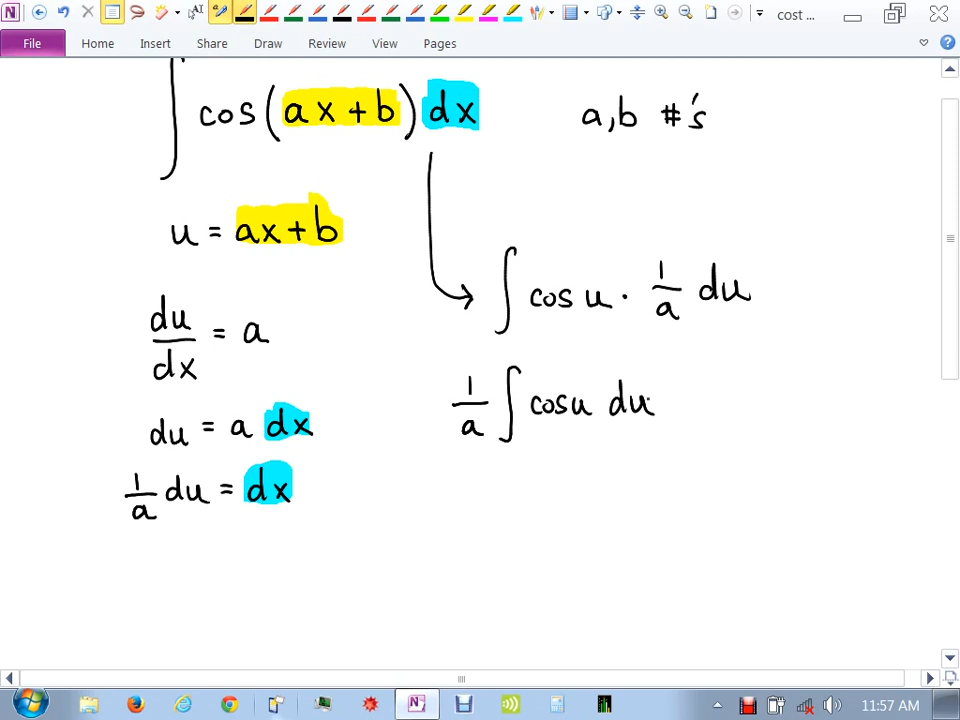 cost ...
File Home Insert Share Draw Review View Pages
∫ cos(ax+b) dx a,b #'s
u = ax+b
∫ cos u · 1/a du
du/dx = a
1/a ∫ cos u du
du = a dx
1/a du = dx
11:57 AM